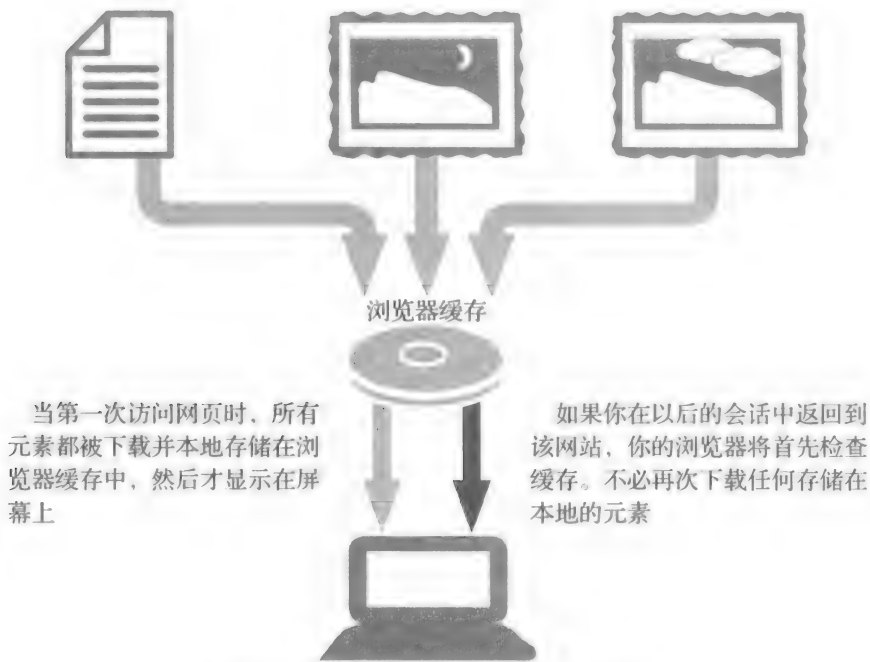 浏览器缓存
当第一次访问网页时，所有
元素都被下载并本地存储在浏
览器缓存中，然后才显示在屏
幕上
如果你在以后的会话中返回到
该网站，你的浏览器将首先检查
缓存。不必再次下载任何存储在
本地的元素